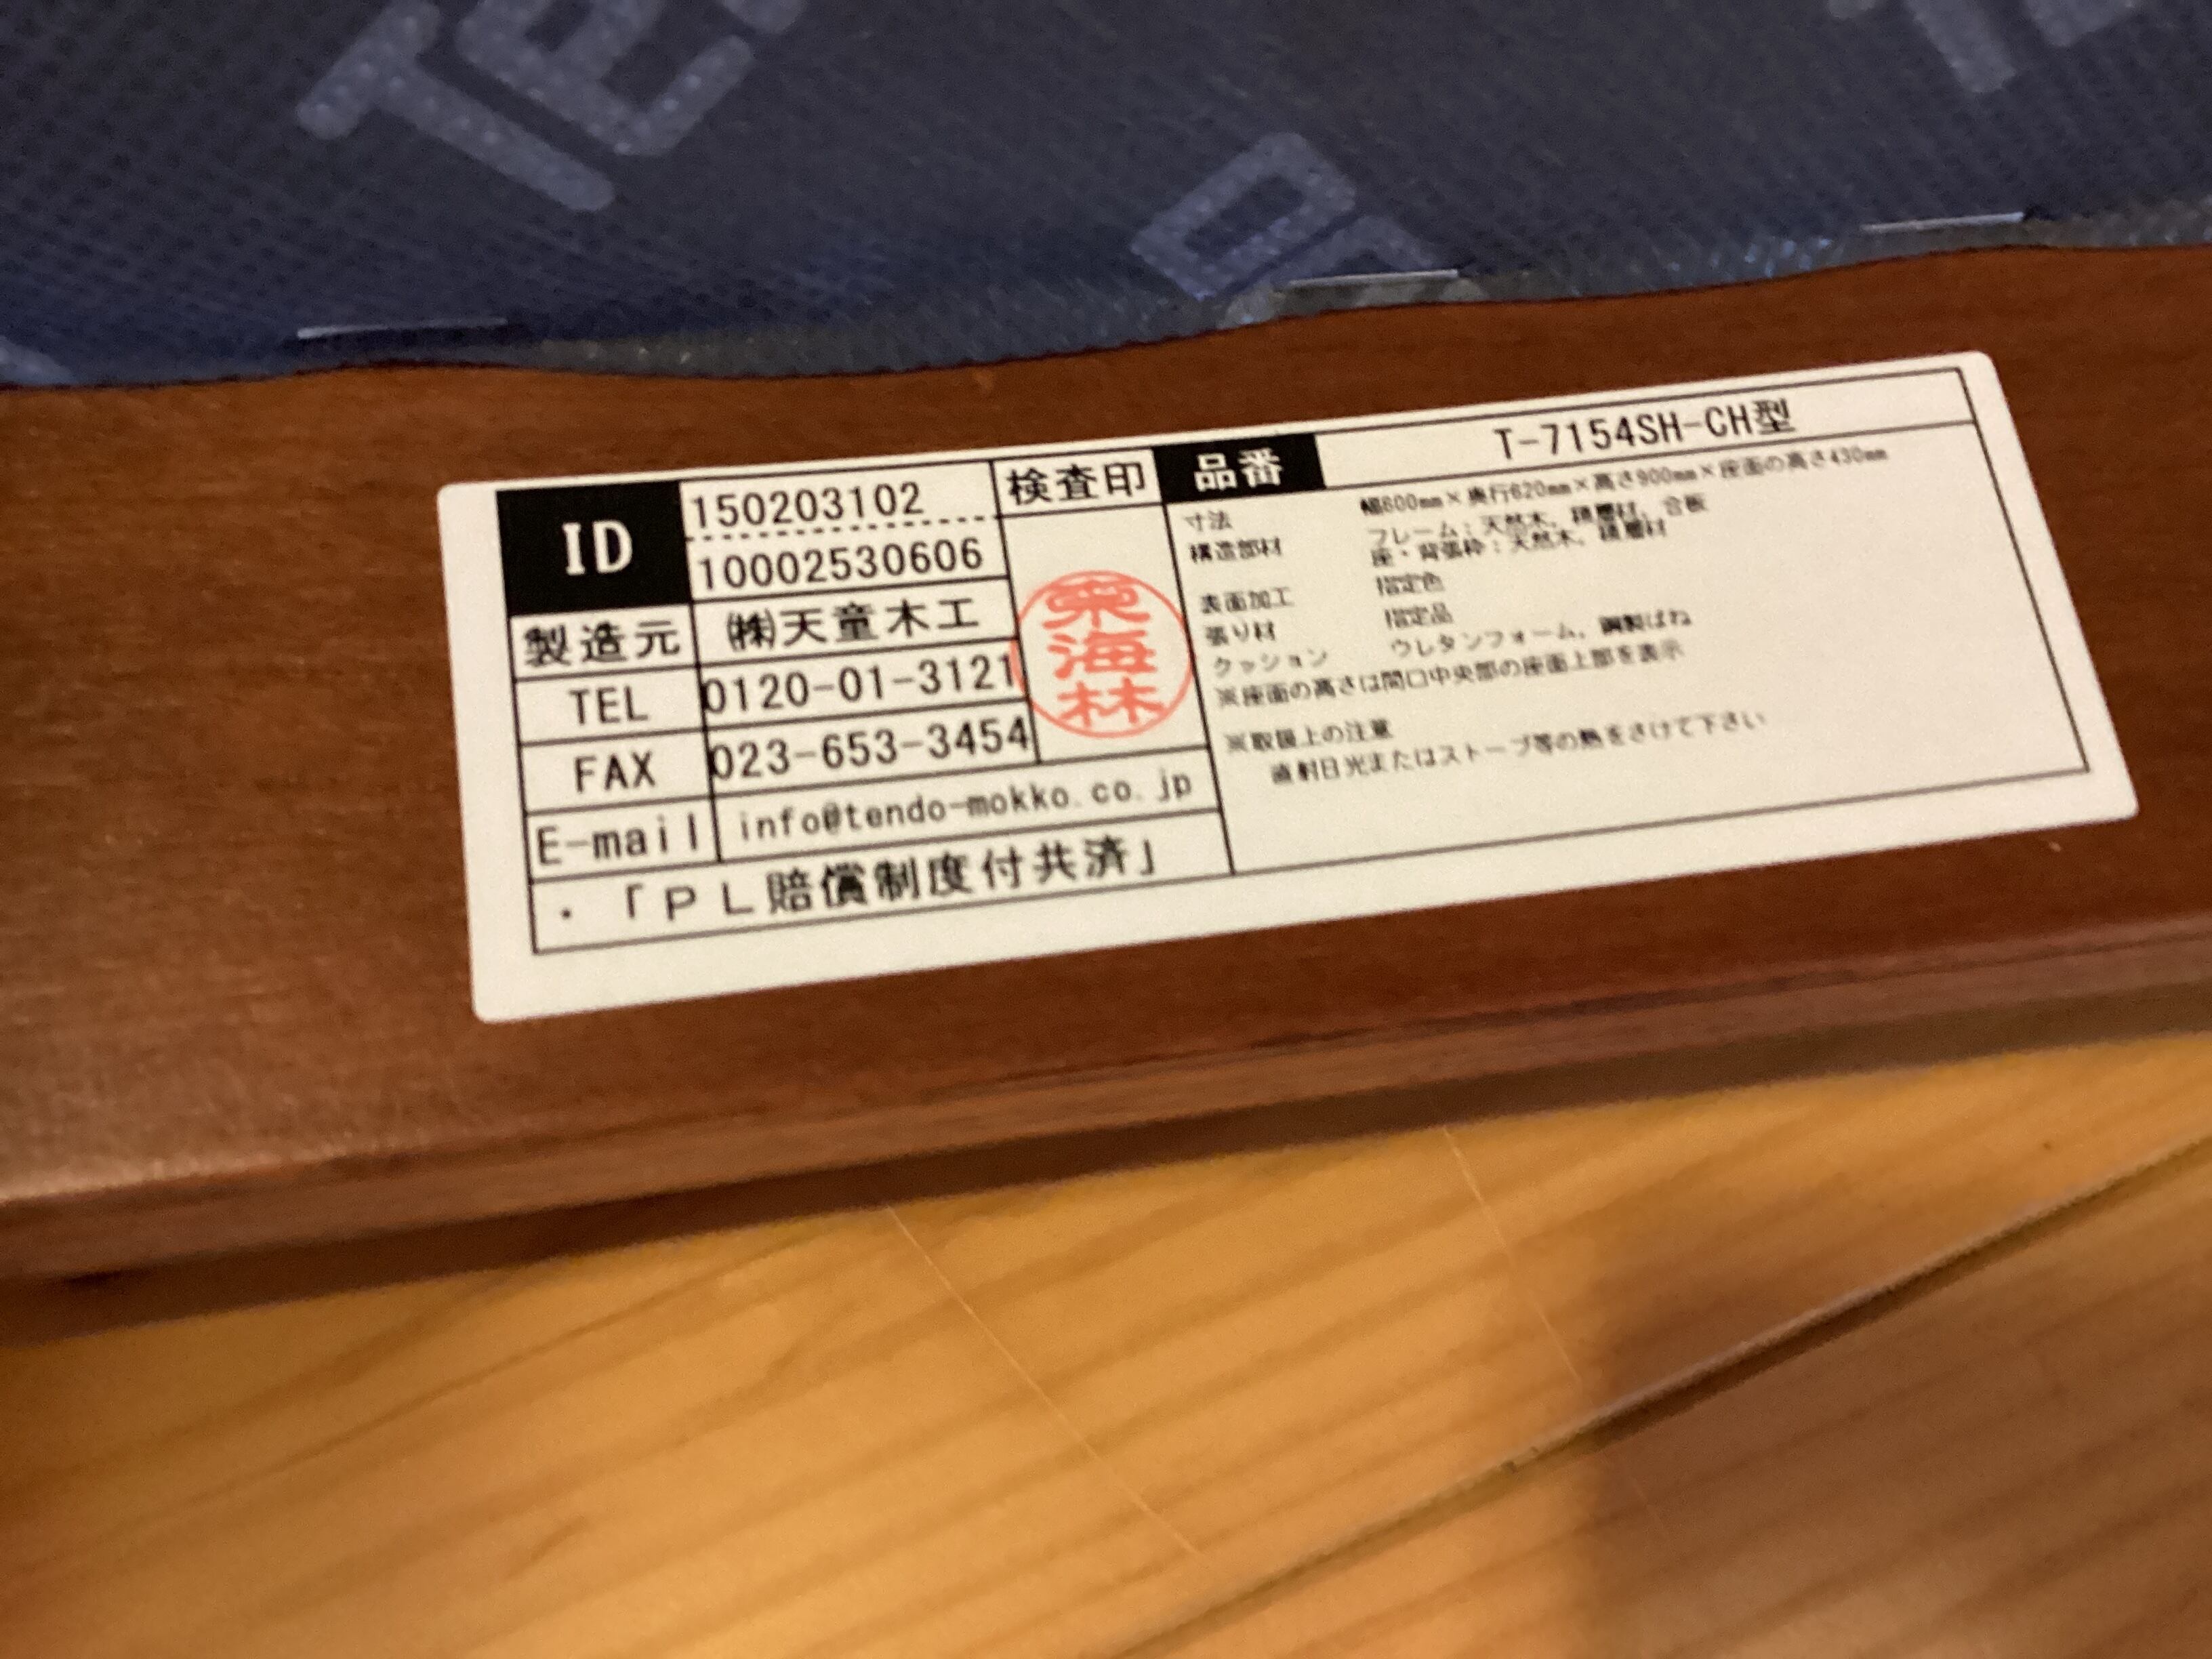 TE
ID
150203102
10002530606
検査印
製造元
㈱天童木工
TEL
0120-01-3121
FAX
023-653-3454
E-mail
info@tendo-mokko.co.jp
・「ＰＬ賠償制度付共済」
海林
品番
T-7154SH-CH型
寸法
幅600mm×奥行620mm×高さ900mm×座面の高さ430mm
構造部材
フレーム：天然木、積層材、合板
座・背張枠：天然木、積層材
表面加工
指定色
張り材
指定品
クッション
ウレタンフォーム、鋼製ばね
※座面の高さは間口中央部の座面上部を表示
※取扱上の注意
直射日光またはストーブ等の熱をさけて下さい